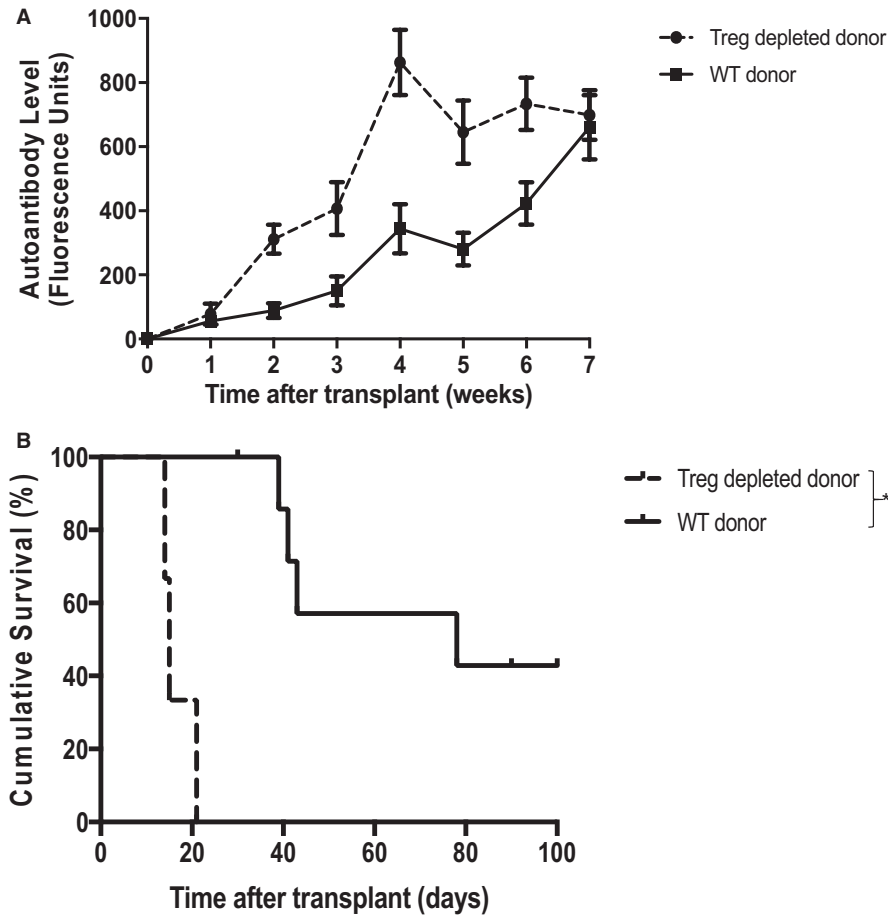 A
1000
800
600
400
200
0
Autoantibody Level
(Fluorescence Units)
0 1 2 3 4 5 6 7
Time after transplant (weeks)
Treg depleted donor
WT donor
B
100
80
60
40
20
0
Cumulative Survival (%)
0 20 40 60 80 100
Time after transplant (days)
Treg depleted donor
WT donor
*